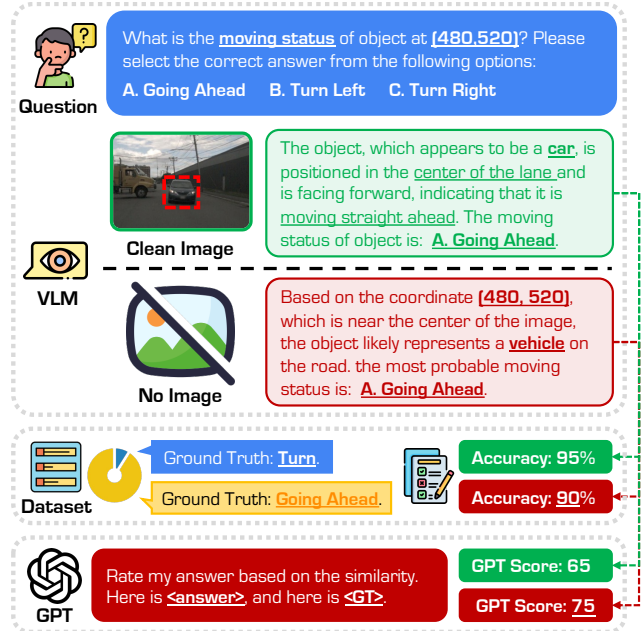 What is the moving status of object at (480,520)? Please
select the correct answer from the following options:
A. Going Ahead B. Turn Left C. Turn Right
Question
The object, which appears to be a car, is
positioned in the center of the lane and
is facing forward, indicating that it is
moving straight ahead. The moving
status of object is: A. Going Ahead.
Clean Image
VLM
Based on the coordinate (480, 520),
which is near the center of the image,
the object likely represents a vehicle on
the road. the most probable moving
status is: A. Going Ahead.
No Image
Ground Truth: Turn.
Ground Truth: Going Ahead.
Dataset
Accuracy: 95%
Accuracy: 90%
Rate my answer based on the similarity.
Here is <answer>, and here is <GT>.
GPT
GPT Score: 65
GPT Score: 75